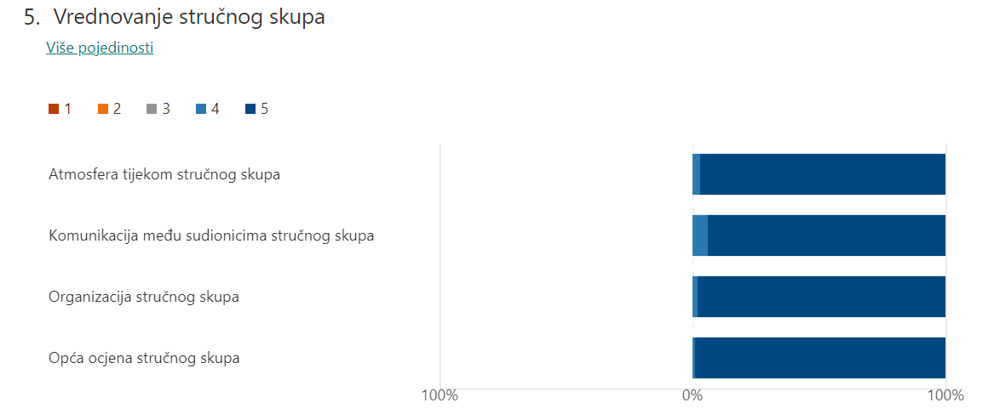 5. Vrednovanje stručnog skupa
Više pojedinosti
1 2 3 4 5
Atmosfera tijekom stručnog skupa
Komunikacija među sudionicima stručnog skupa
Organizacija stručnog skupa
Opća ocjena stručnog skupa
100% 0% 100%